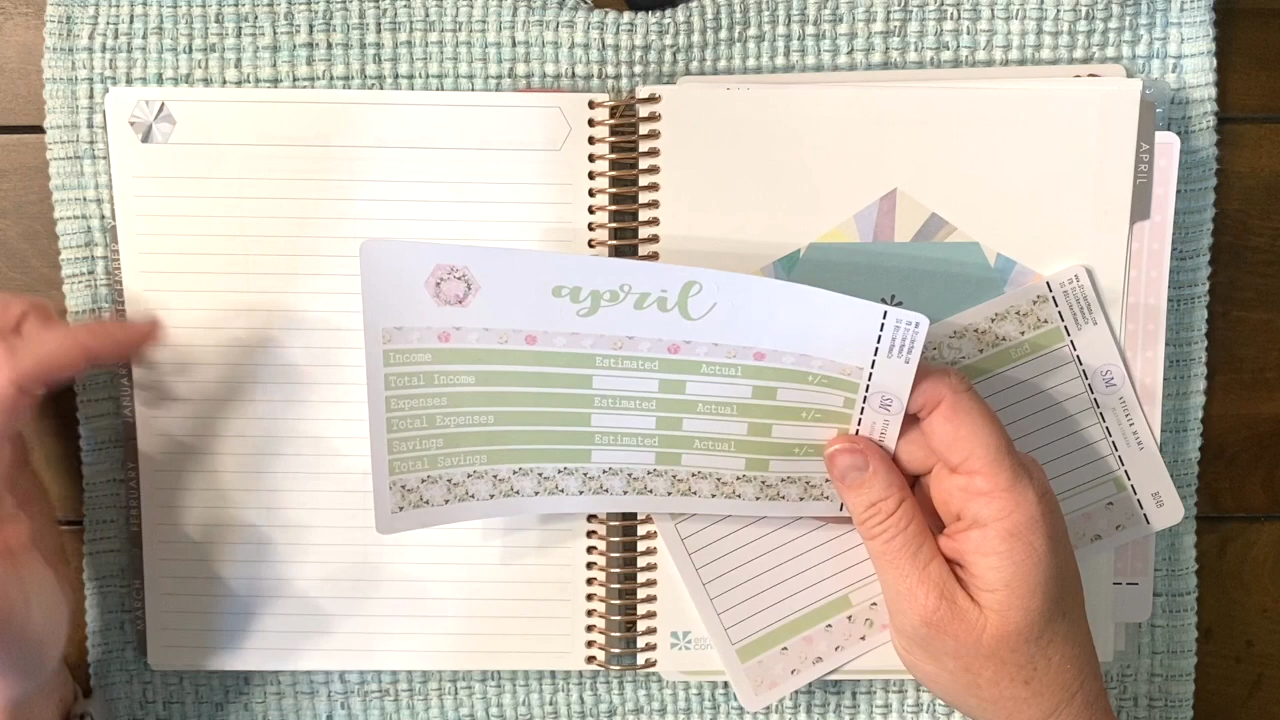 april
Income Estimated Actual +/-
Total Income
Expenses Estimated Actual +/-
Total Expenses
Savings Estimated Actual +/-
Total Savings
SM
End
SM STICKER MAMA
APRIL
DECEMBER
JANUARY
FEBRUARY
MARCH